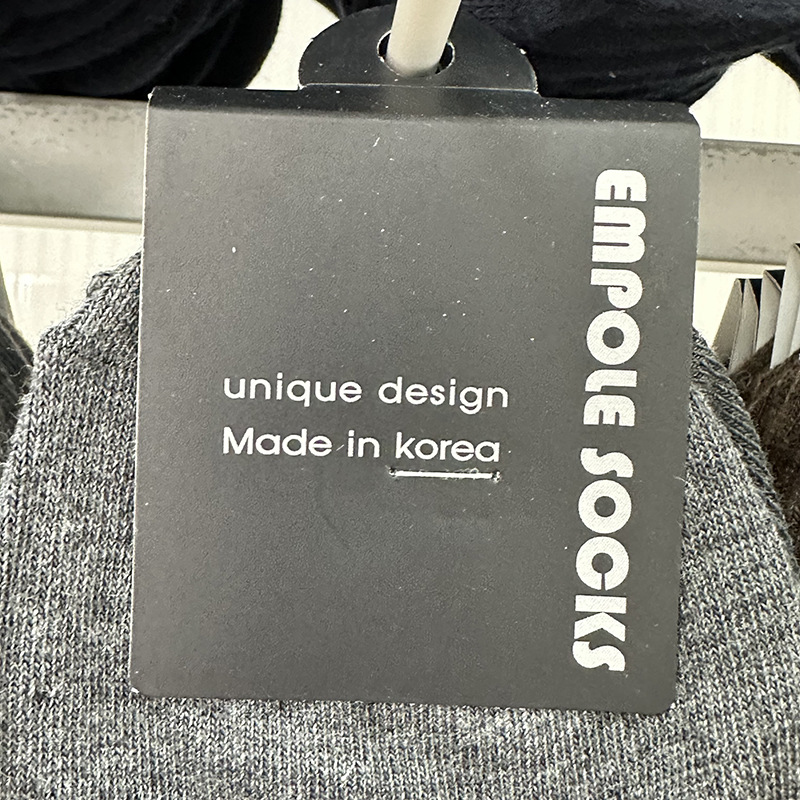 unique design
Made in korea
EMPOLE SOCKS